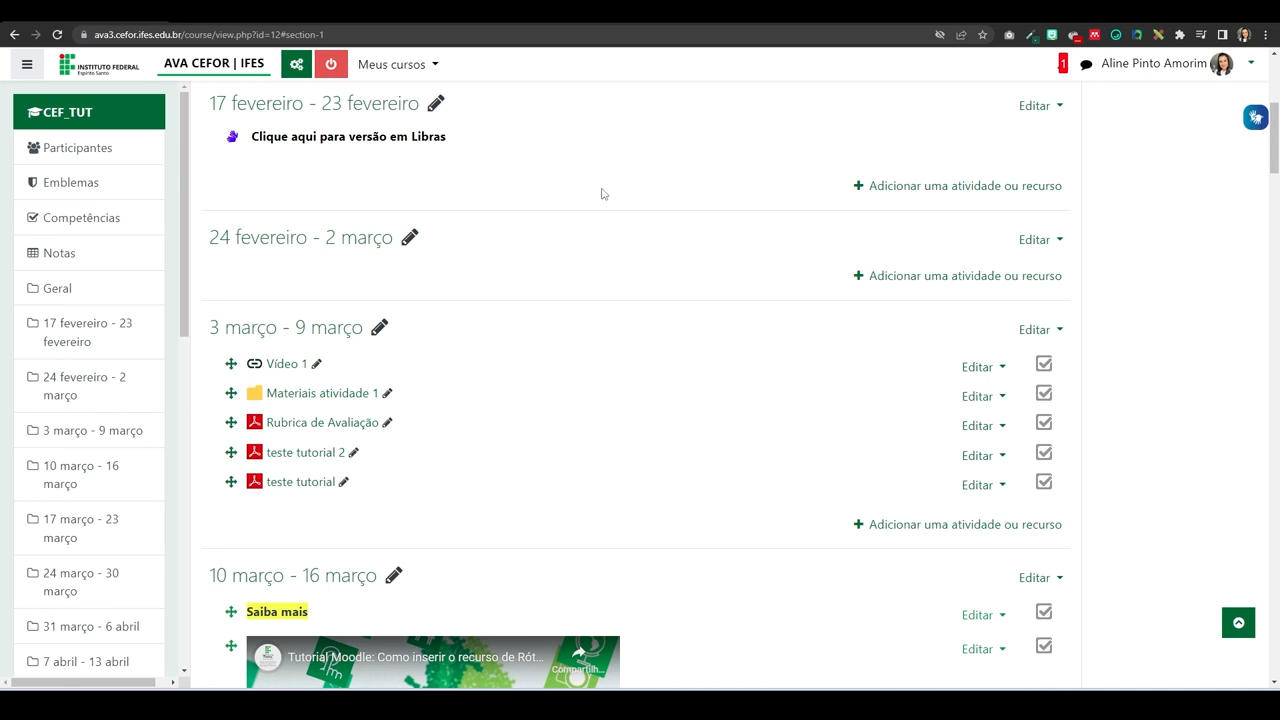 ava3.cefor.ifes.edu.br/course/view.php?id=12#section-1
INSTITUTO FEDERAL
Espírito Santo
AVA CEFOR | IFES
Meus cursos
1
Aline Pinto Amorim
CEF_TUT
Participantes
Emblemas
Competências
Notas
Geral
17 fevereiro - 23
fevereiro
24 fevereiro - 2
março
3 março - 9 março
10 março - 16
março
17 março - 23
março
24 março - 30
março
31 março - 6 abril
7 abril - 13 abril
17 fevereiro - 23 fevereiro
Editar
Clique aqui para versão em Libras
Adicionar uma atividade ou recurso
24 fevereiro - 2 março
Editar
Adicionar uma atividade ou recurso
3 março - 9 março
Editar
Vídeo 1
Editar
Materiais atividade 1
Editar
Rubrica de Avaliação
Editar
teste tutorial 2
Editar
teste tutorial
Editar
Adicionar uma atividade ou recurso
10 março - 16 março
Editar
Saiba mais
Editar
Editar
Tutorial Moodle: Como inserir o recurso de Rót...
Compartilh...